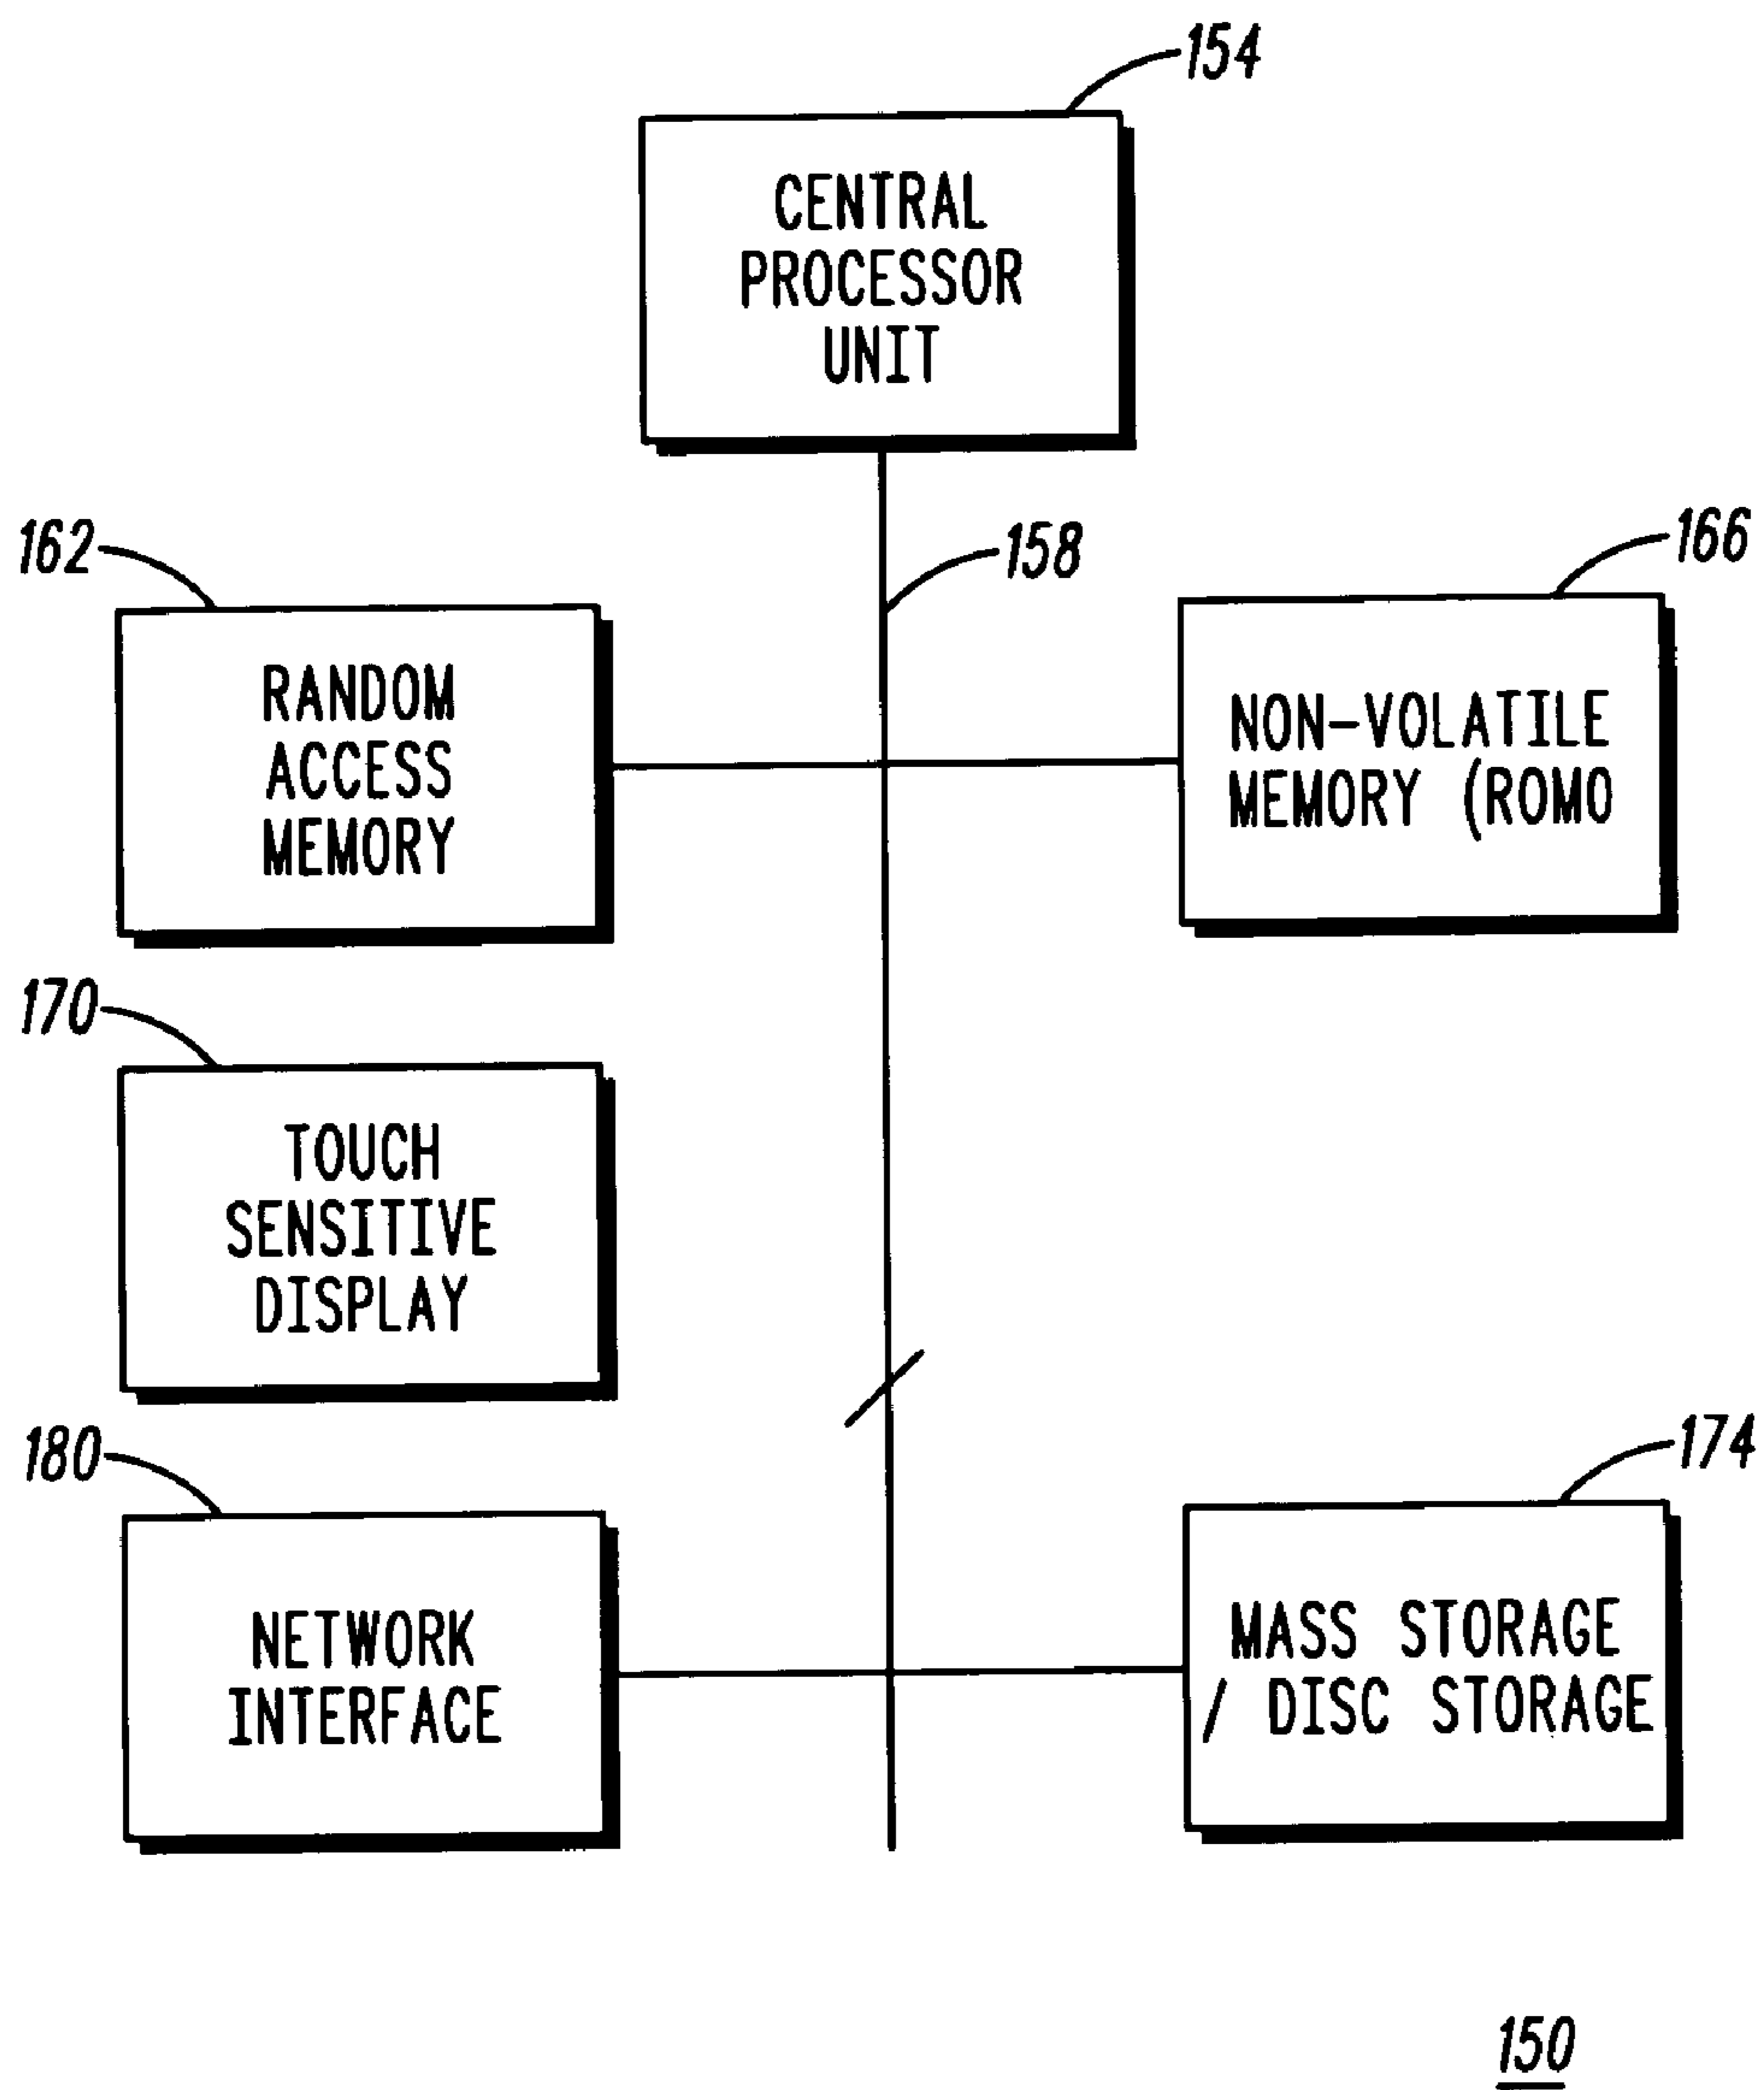 154
CENTRAL
PROCESSOR
UNIT
162
158
166
RANDOM
ACCESS
MEMORY
NON-VOLATILE
MEMORY (ROMO
170
TOUCH
SENSITIVE
DISPLAY
180
174
NETWORK
INTERFACE
MASS STORAGE
/ DISC STORAGE
150